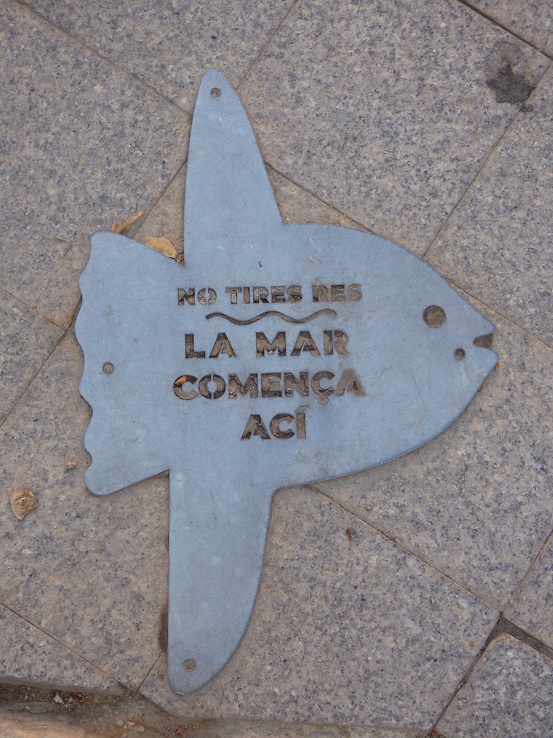 NO TIRES RES
LA MAR
COMENÇA
ACÍ